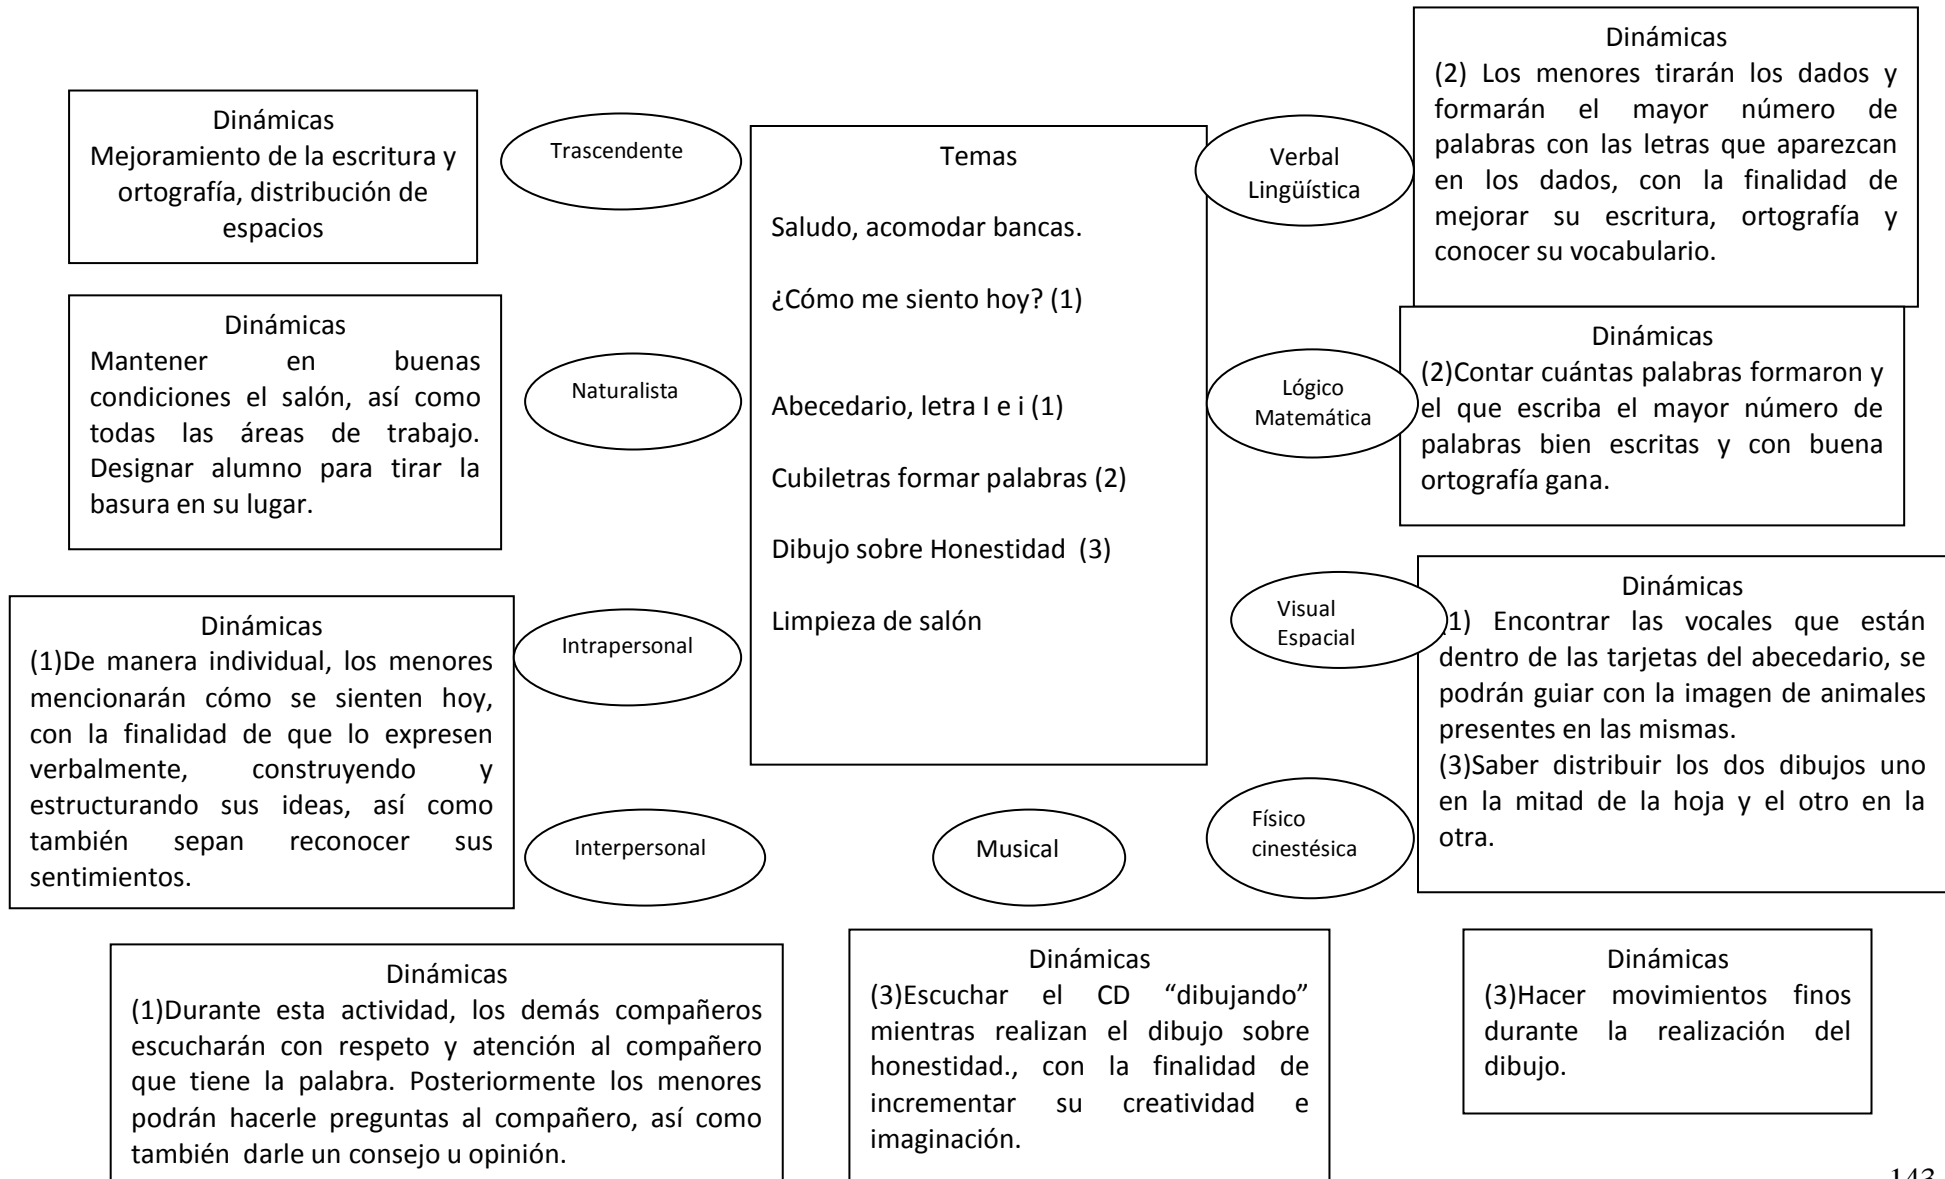 Dinámicas
Mejoramiento de la escritura y
ortografía, distribución de
espacios
Trascendente
Temas
Saludo, acomodar bancas.
¿Cómo me siento hoy? (1)
Abecedario, letra I e i (1)
Cubiletras formar palabras (2)
Dibujo sobre Honestidad (3)
Limpieza de salón
Verbal
Lingüística
Dinámicas
(2) Los menores tirarán los dados y
formarán el mayor número de
palabras con las letras que aparezcan
en los dados, con la finalidad de
mejorar su escritura, ortografía y
conocer su vocabulario.
Dinámicas
Mantener en buenas
condiciones el salón, así como
todas las áreas de trabajo.
Designar alumno para tirar la
basura en su lugar.
Naturalista
Lógico
Matemática
Dinámicas
(2)Contar cuántas palabras formaron y
el que escriba el mayor número de
palabras bien escritas y con buena
ortografía gana.
Dinámicas
(1)De manera individual, los menores
mencionarán cómo se sienten hoy,
con la finalidad de que lo expresen
verbalmente, construyendo y
estructurando sus ideas, así como
también sepan reconocer sus
sentimientos.
Intrapersonal
Visual
Espacial
Dinámicas
(1) Encontrar las vocales que están
dentro de las tarjetas del abecedario, se
podrán guiar con la imagen de animales
presentes en las mismas.
(3)Saber distribuir los dos dibujos uno
en la mitad de la hoja y el otro en la
otra.
Interpersonal
Musical
Físico
cinestésica
Dinámicas
(1)Durante esta actividad, los demás compañeros
escucharán con respeto y atención al compañero
que tiene la palabra. Posteriormente los menores
podrán hacerle preguntas al compañero, así como
también darle un consejo u opinión.
Dinámicas
(3)Escuchar el CD “dibujando”
mientras realizan el dibujo sobre
honestidad., con la finalidad de
incrementar su creatividad e
imaginación.
Dinámicas
(3)Hacer movimientos finos
durante la realización del
dibujo.
143